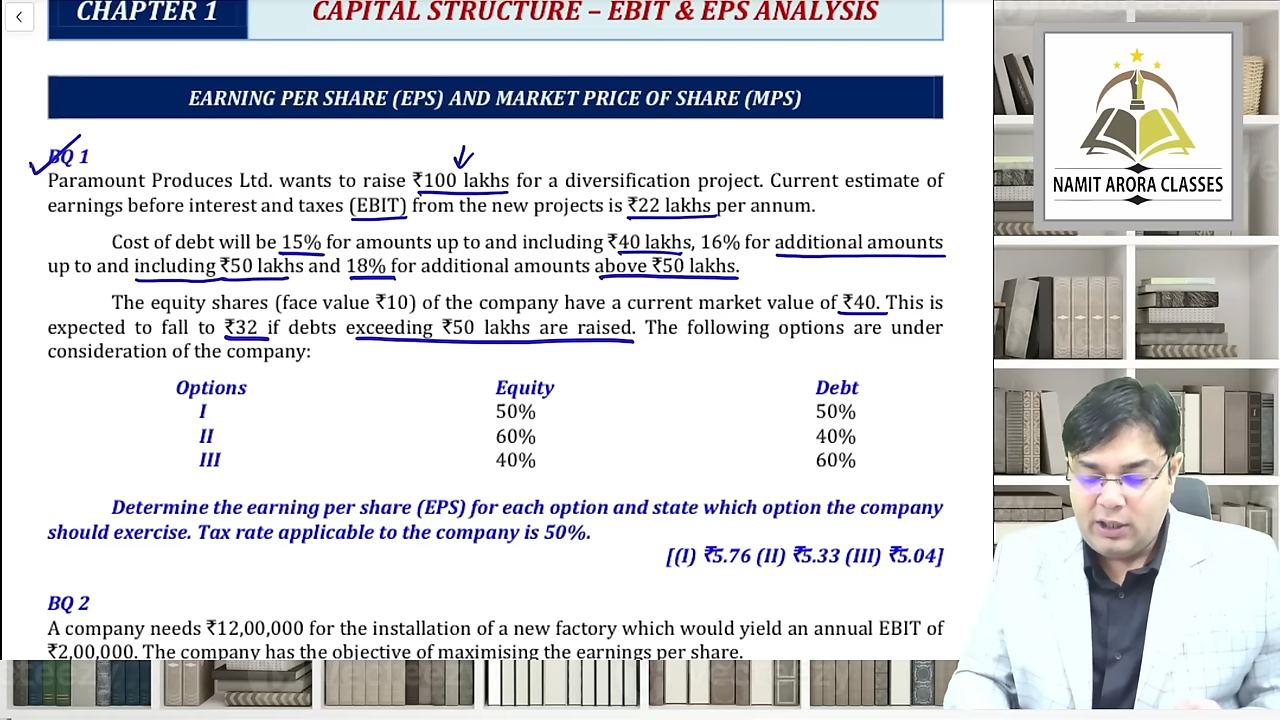 CHAPTER 1
CAPITAL STRUCTURE – EBIT & EPS ANALYSIS
EARNING PER SHARE (EPS) AND MARKET PRICE OF SHARE (MPS)
BQ 1
Paramount Produces Ltd. wants to raise ₹100 lakhs for a diversification project. Current estimate of
earnings before interest and taxes (EBIT) from the new projects is ₹22 lakhs per annum.
Cost of debt will be 15% for amounts up to and including ₹40 lakhs, 16% for additional amounts
up to and including ₹50 lakhs and 18% for additional amounts above ₹50 lakhs.
The equity shares (face value ₹10) of the company have a current market value of ₹40. This is
expected to fall to ₹32 if debts exceeding ₹50 lakhs are raised. The following options are under
consideration of the company:
Options Equity Debt
I 50% 50%
II 60% 40%
III 40% 60%
Determine the earning per share (EPS) for each option and state which option the company
should exercise. Tax rate applicable to the company is 50%.
[(I) ₹5.76 (II) ₹5.33 (III) ₹5.04]
BQ 2
A company needs ₹12,00,000 for the installation of a new factory which would yield an annual EBIT of
₹2,00,000. The company has the objective of maximising the earnings per share.
NAMIT ARORA CLASSES